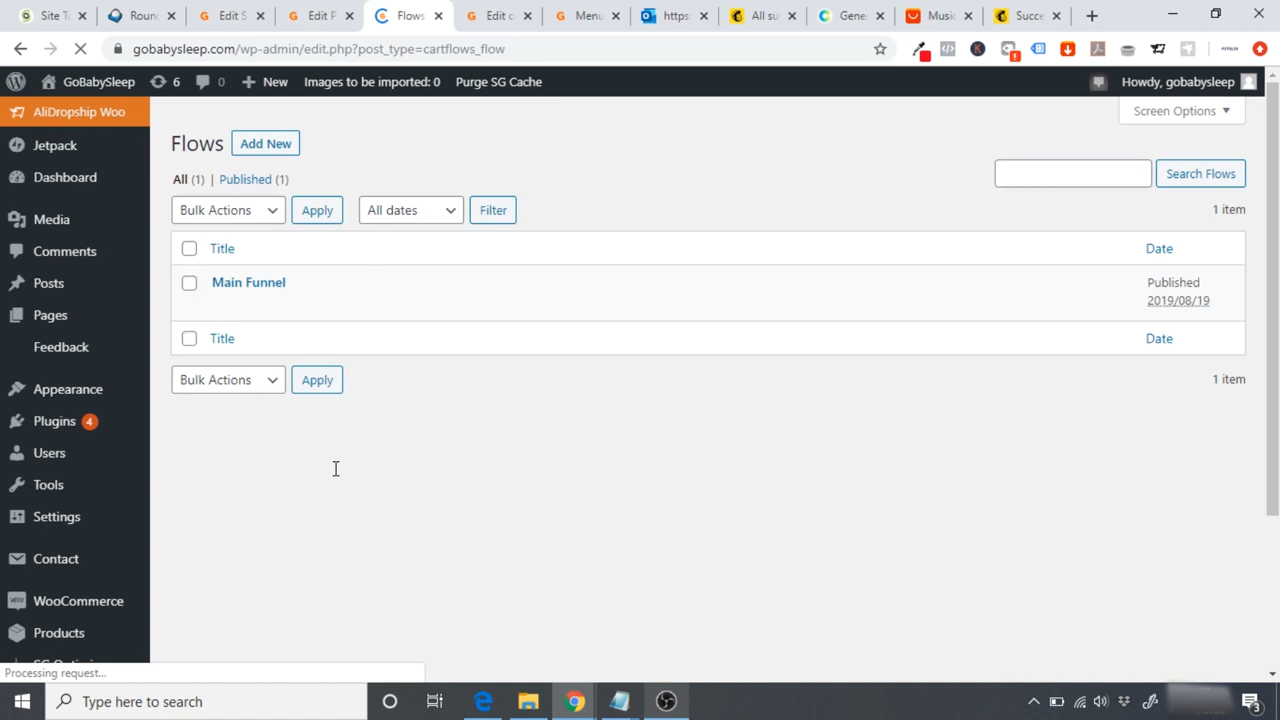 Site T
Roun
Edit S
Edit P
Flows
Edit c
Menu
https:
All su
Gene
Music
Succe
gobabysleep.com/wp-admin/edit.php?post_type=cartflows_flow
GoBabySleep
6
0
New
Images to be imported: 0
Purge SG Cache
Howdy, gobabysleep
AliDropship Woo
Jetpack
Dashboard
Media
Comments
Posts
Pages
Feedback
Appearance
Plugins 4
Users
Tools
Settings
Contact
WooCommerce
Products
Screen Options
Flows Add New
All (1) | Published (1)
Search Flows
Bulk Actions Apply All dates Filter
1 item
Title Date
Main Funnel Published
2019/08/19
Title Date
Bulk Actions Apply
1 item
Processing request...
Type here to search
3